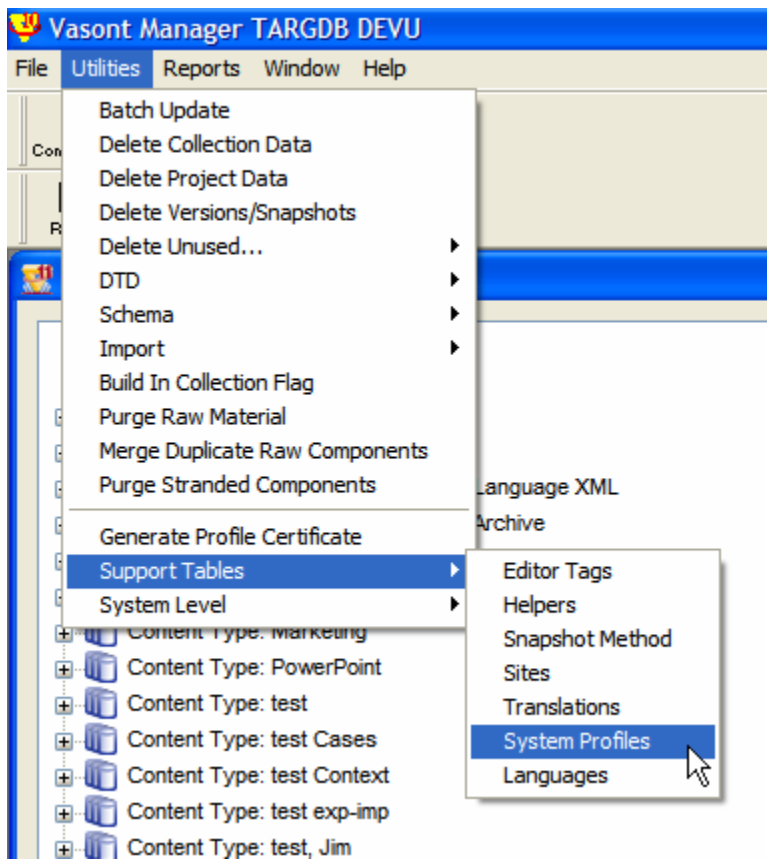 Vasont Manager TARGDB DEVU
File Utilities Reports Window Help
Batch Update
Delete Collection Data
Con
Delete Project Data
Delete Versions/Snapshots
R
Delete Unused...
DTD
Schema
Import
Build In Collection Flag
Purge Raw Material
Merge Duplicate Raw Components
Purge Stranded Components
Language XML
Generate Profile Certificate
Archive
Support Tables
System Level
Editor Tags
Helpers
Snapshot Method
Sites
Translations
System Profiles
Languages
Content Type: Marketing
Content Type: PowerPoint
Content Type: test
Content Type: test Cases
Content Type: test Context
Content Type: test exp-imp
Content Type: test, Jim